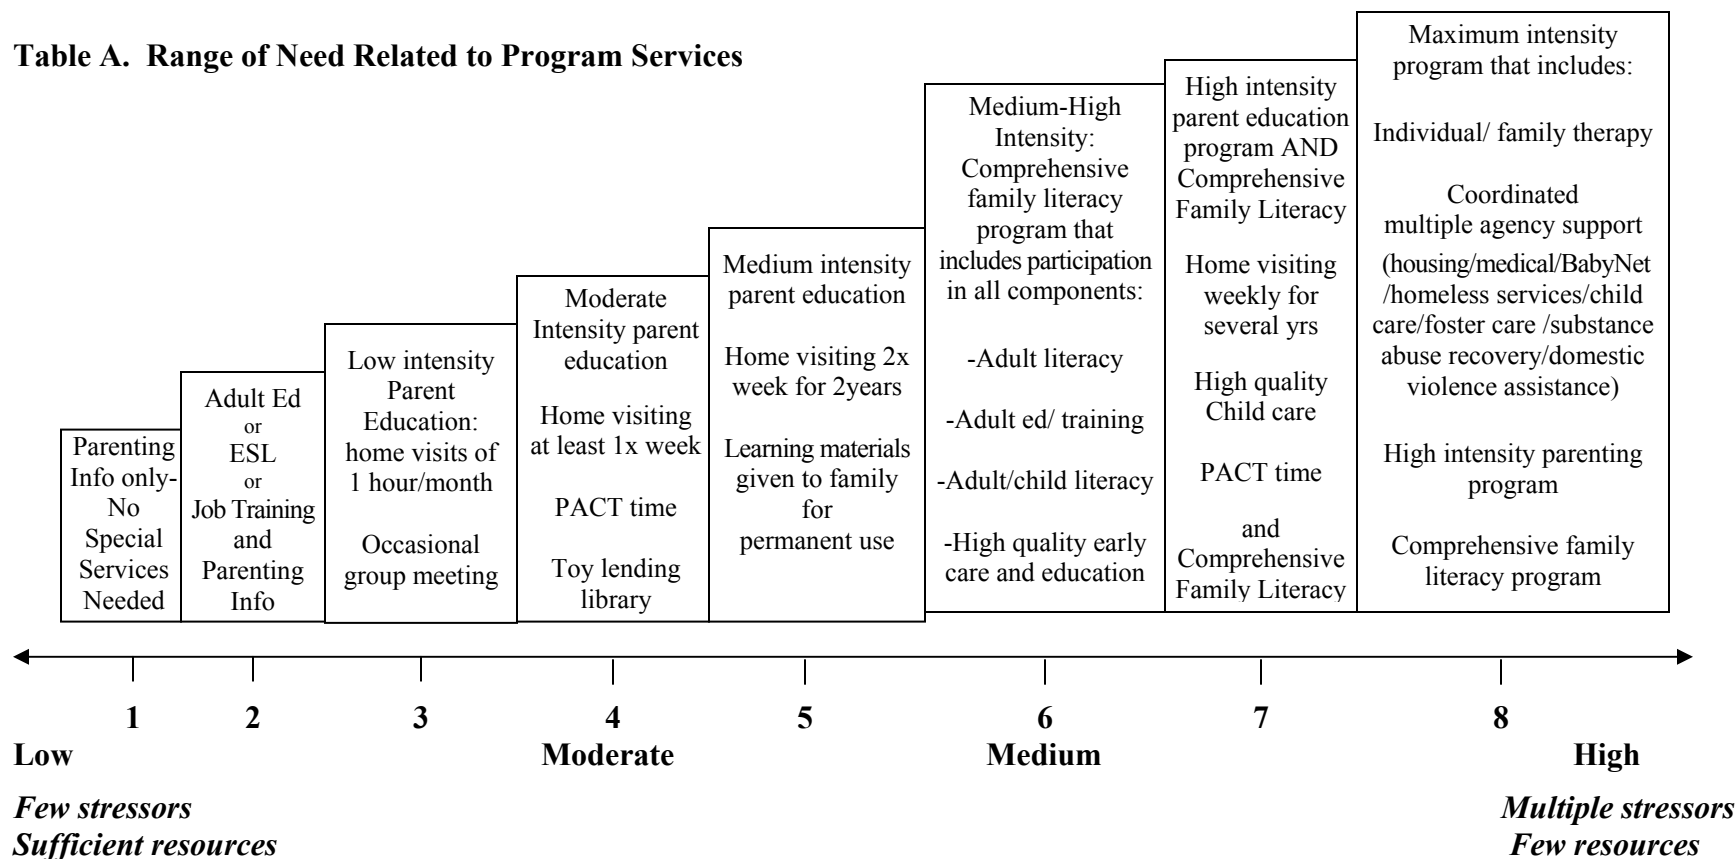 Table A.  Range of Need Related to Program Services
Parenting
Info only-
No
Special
Services
Needed
Adult Ed
or
ESL
or
Job Training
and
Parenting
Info
Low intensity
Parent
Education:
home visits of
1 hour/month
Occasional
group meeting
Moderate
Intensity parent
education
Home visiting
at least 1x week
PACT time
Toy lending
library
Medium intensity
parent education
Home visiting 2x
week for 2years
Learning materials
given to family
for
permanent use
Medium-High
Intensity:
Comprehensive
family literacy
program that
includes participation
in all components:
-Adult literacy
-Adult ed/ training
-Adult/child literacy
-High quality early
care and education
High intensity
parent education
program AND
Comprehensive
Family Literacy
Home visiting
weekly for
several yrs
High quality
Child care
PACT time
and
Comprehensive
Family Literacy
Maximum intensity
program that includes:
Individual/ family therapy
Coordinated
multiple agency support
(housing/medical/BabyNet
/homeless services/child
care/foster care /substance
abuse recovery/domestic
violence assistance)
High intensity parenting
program
Comprehensive family
literacy program
1 2 3 4 5 6 7 8
Low Moderate Medium High
Few stressors Multiple stressors
Sufficient resources Few resources